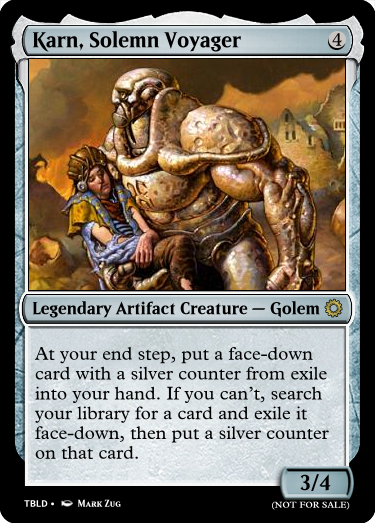 Karn, Solemn Voyager 4
Legendary Artifact Creature — Golem
At your end step, put a face-down
card with a silver counter from exile
into your hand. If you can't, search
your library for a card and exile it
face-down, then put a silver counter
on that card.
3/4
TBLD • Mark Zug
(NOT FOR SALE)